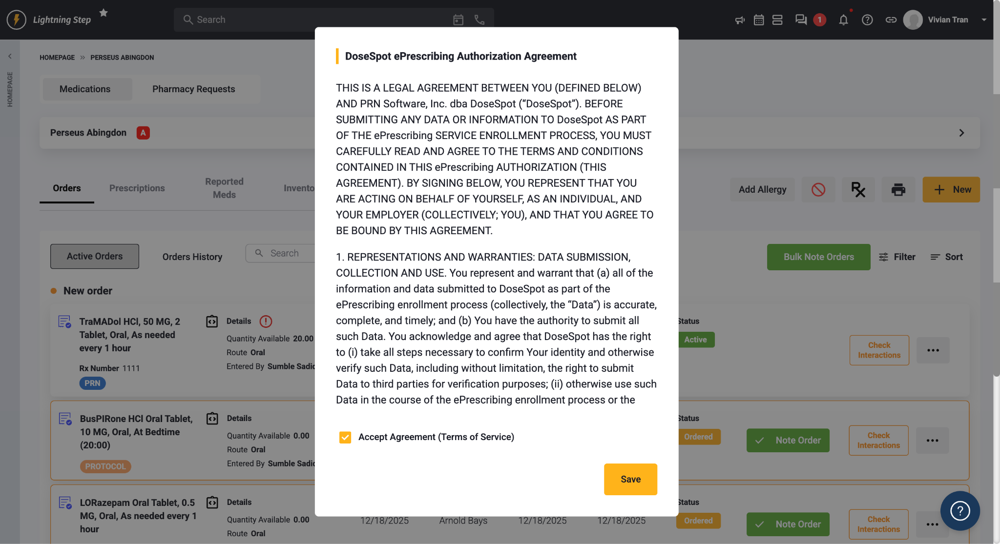 Lightning Step
Search
1
Vivian Tran
HOMEPAGE
HOMEPAGE » PERSEUS ABINGDON
Medications
Pharmacy Requests
Perseus Abingdon
A
Orders
Prescriptions
Reported
Meds
Add Allergy
Rx
New
Active Orders
Orders History
Search
Bulk Note Orders
Filter
Sort
New order
TraMADol HCl, 50 MG, 2
Tablet, Oral, As needed
every 1 hour
Rx Number 1111
PRN
Details
Quantity Available 20.00
Route Oral
Entered By Sumble
Status
Active
Check
Interactions
BusPIRone HCl Oral Tablet,
10 MG, Oral, At Bedtime
(20:00)
PROTOCOL
Details
Quantity Available 0.00
Route Oral
Entered By Sumble
Status
Ordered
Note Order
Check
Interactions
LORazepam Oral Tablet, 0.5
MG, Oral, As needed every 1
hour
Details
Quantity Available 0.00
Route Oral
12/18/2025
Arnold Bays
12/18/2025
12/18/2025
Status
Ordered
Note Order
Check
Interactions
DoseSpot ePrescribing Authorization Agreement
THIS IS A LEGAL AGREEMENT BETWEEN YOU (DEFINED BELOW)
AND PRN Software, Inc. dba DoseSpot (“DoseSpot”). BEFORE
SUBMITTING ANY DATA OR INFORMATION TO DoseSpot AS PART
OF THE ePrescribing SERVICE ENROLLMENT PROCESS, YOU MUST
CAREFULLY READ AND AGREE TO THE TERMS AND CONDITIONS
CONTAINED IN THIS ePrescribing AUTHORIZATION (THIS
AGREEMENT). BY SIGNING BELOW, YOU REPRESENT THAT YOU
ARE ACTING ON BEHALF OF YOURSELF, AS AN INDIVIDUAL, AND
YOUR EMPLOYER (COLLECTIVELY; YOU), AND THAT YOU AGREE TO
BE BOUND BY THIS AGREEMENT.
1. REPRESENTATIONS AND WARRANTIES: DATA SUBMISSION,
COLLECTION AND USE. You represent and warrant that (a) all of the
information and data submitted to DoseSpot as part of the
ePrescribing enrollment process (collectively, the “Data”) is accurate,
complete, and timely; and (b) You have the authority to submit all
such Data. You acknowledge and agree that DoseSpot has the right
to (i) take all steps necessary to confirm Your identity and otherwise
verify such Data, including without limitation, the right to submit
Data to third parties for verification purposes; (ii) otherwise use such
Data in the course of the ePrescribing enrollment process or the
Accept Agreement (Terms of Service)
Save